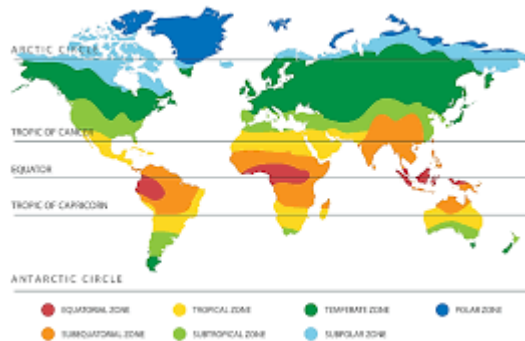 ARCTIC CIRCLE
TROPIC OF CANCER
EQUATOR
TROPIC OF CAPRICORN
ANTARCTIC CIRCLE
EQUATORIAL ZONE
TROPICAL ZONE
TEMPERATE ZONE
POLAR ZONE
SUBEQUATORIAL ZONE
SUBTROPICAL ZONE
SUBPOLAR ZONE